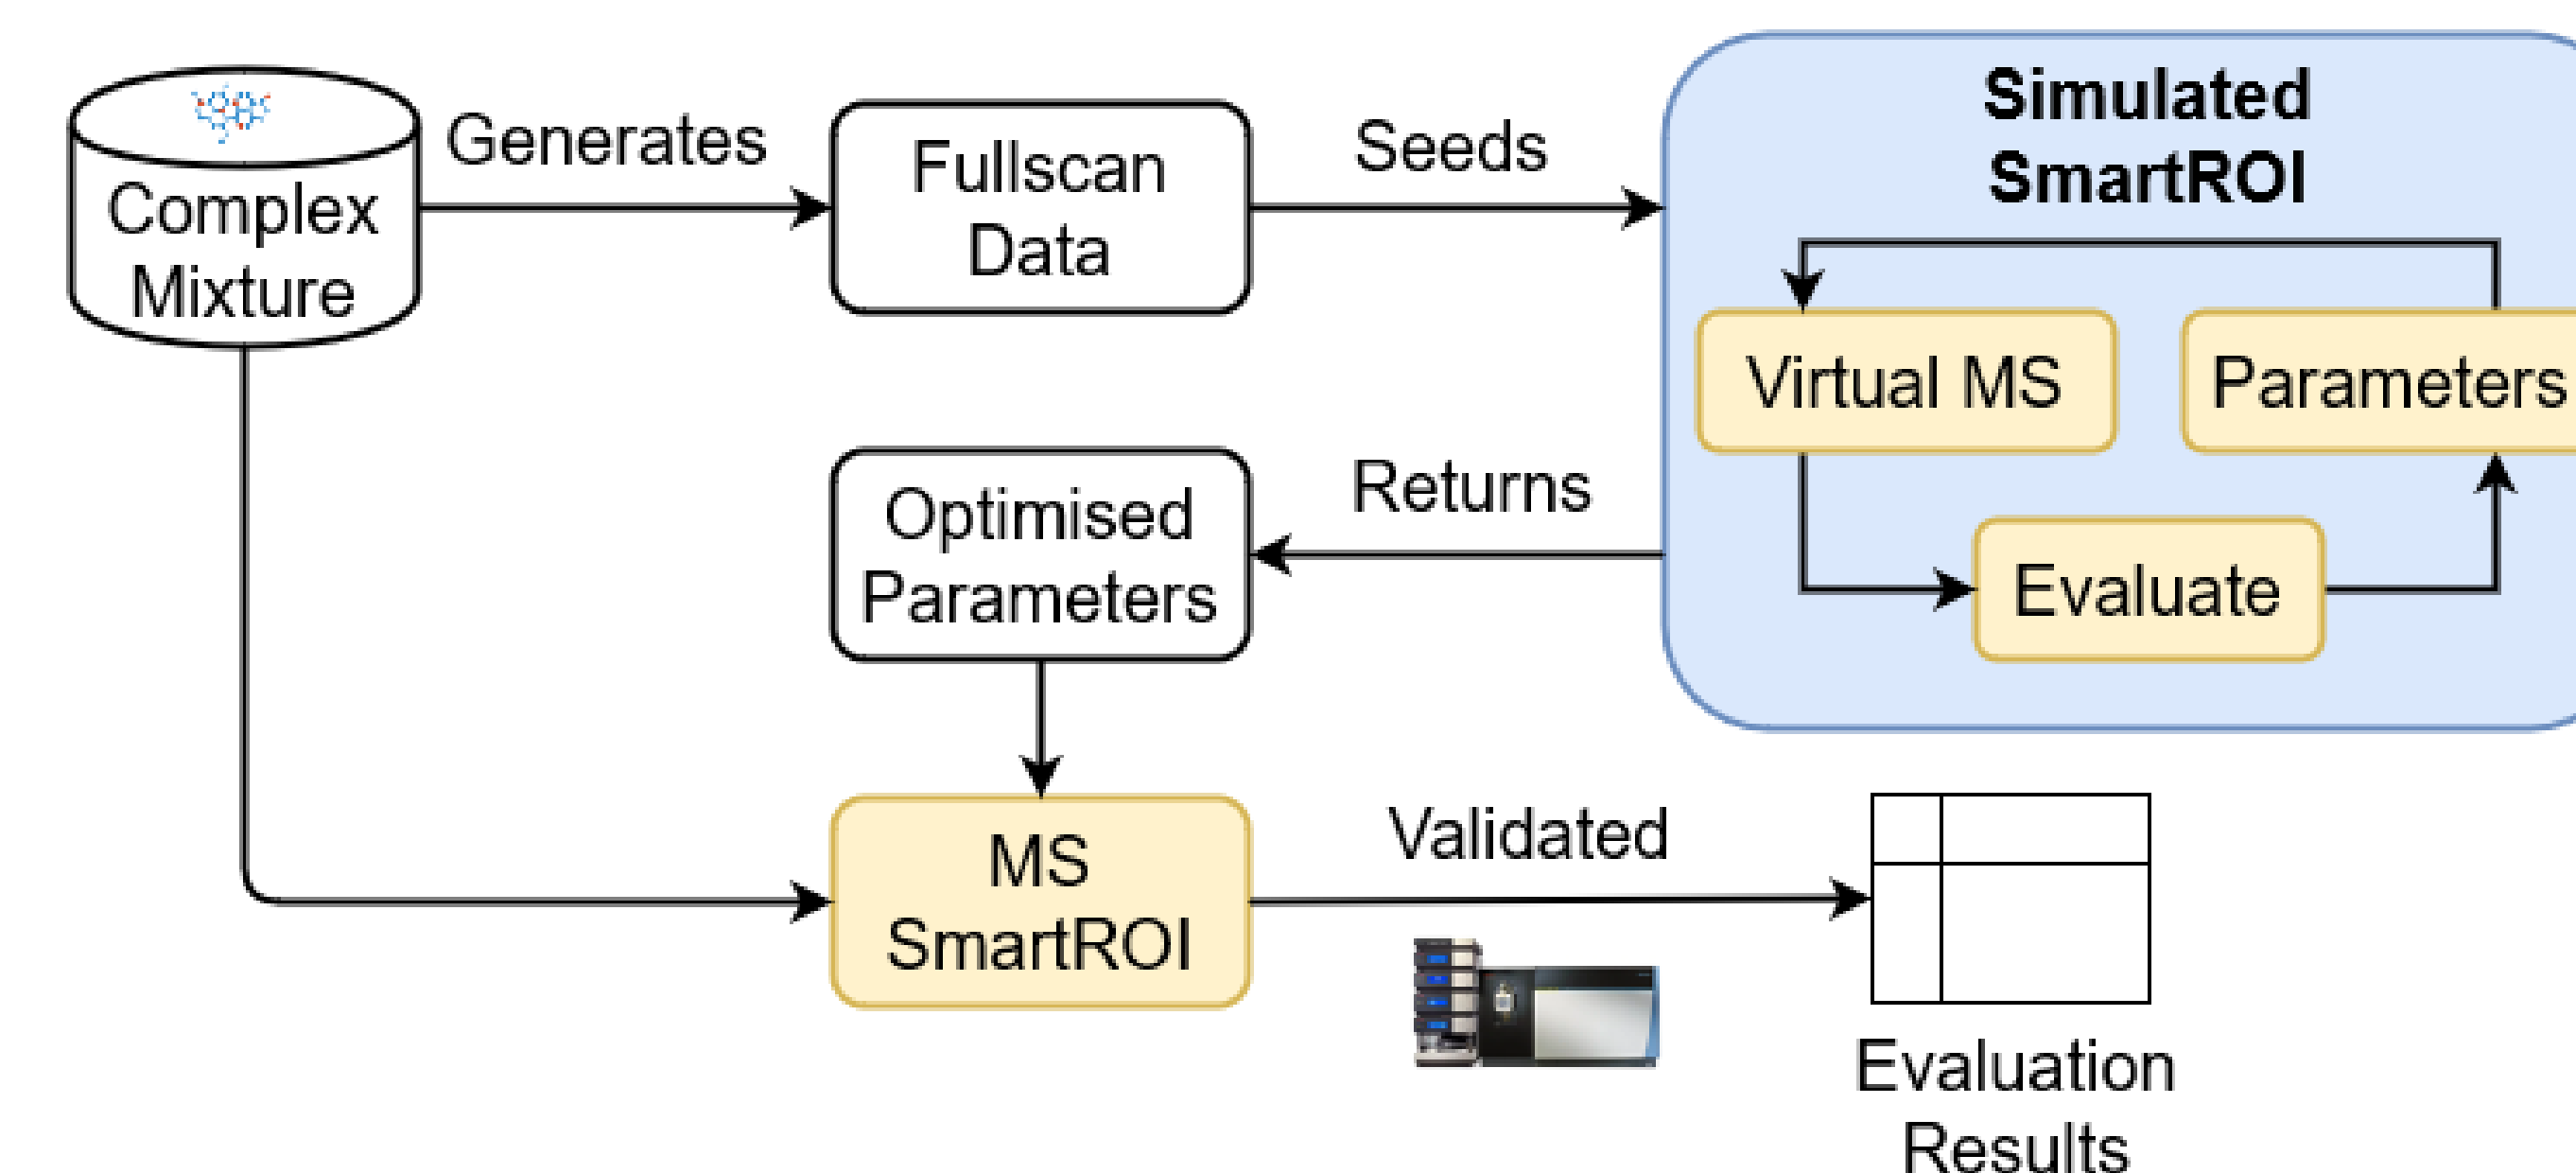 Complex
Mixture
Generates
Fullscan
Data
Seeds
Simulated
SmartROI
Virtual MS
Parameters
Evaluate
Returns
Optimised
Parameters
MS
SmartROI
Validated
Evaluation
Results